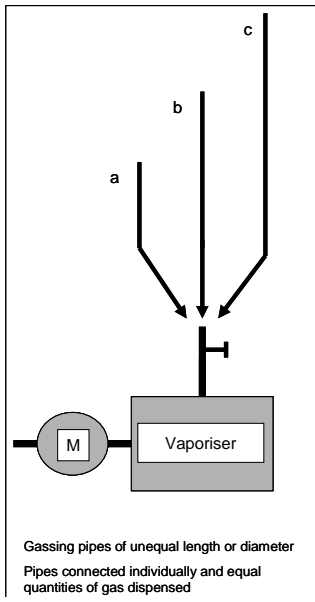 c
b
a
M
Vaporiser
Gassing pipes of unequal length or diameter
Pipes connected individually and equal
quantities of gas dispensed